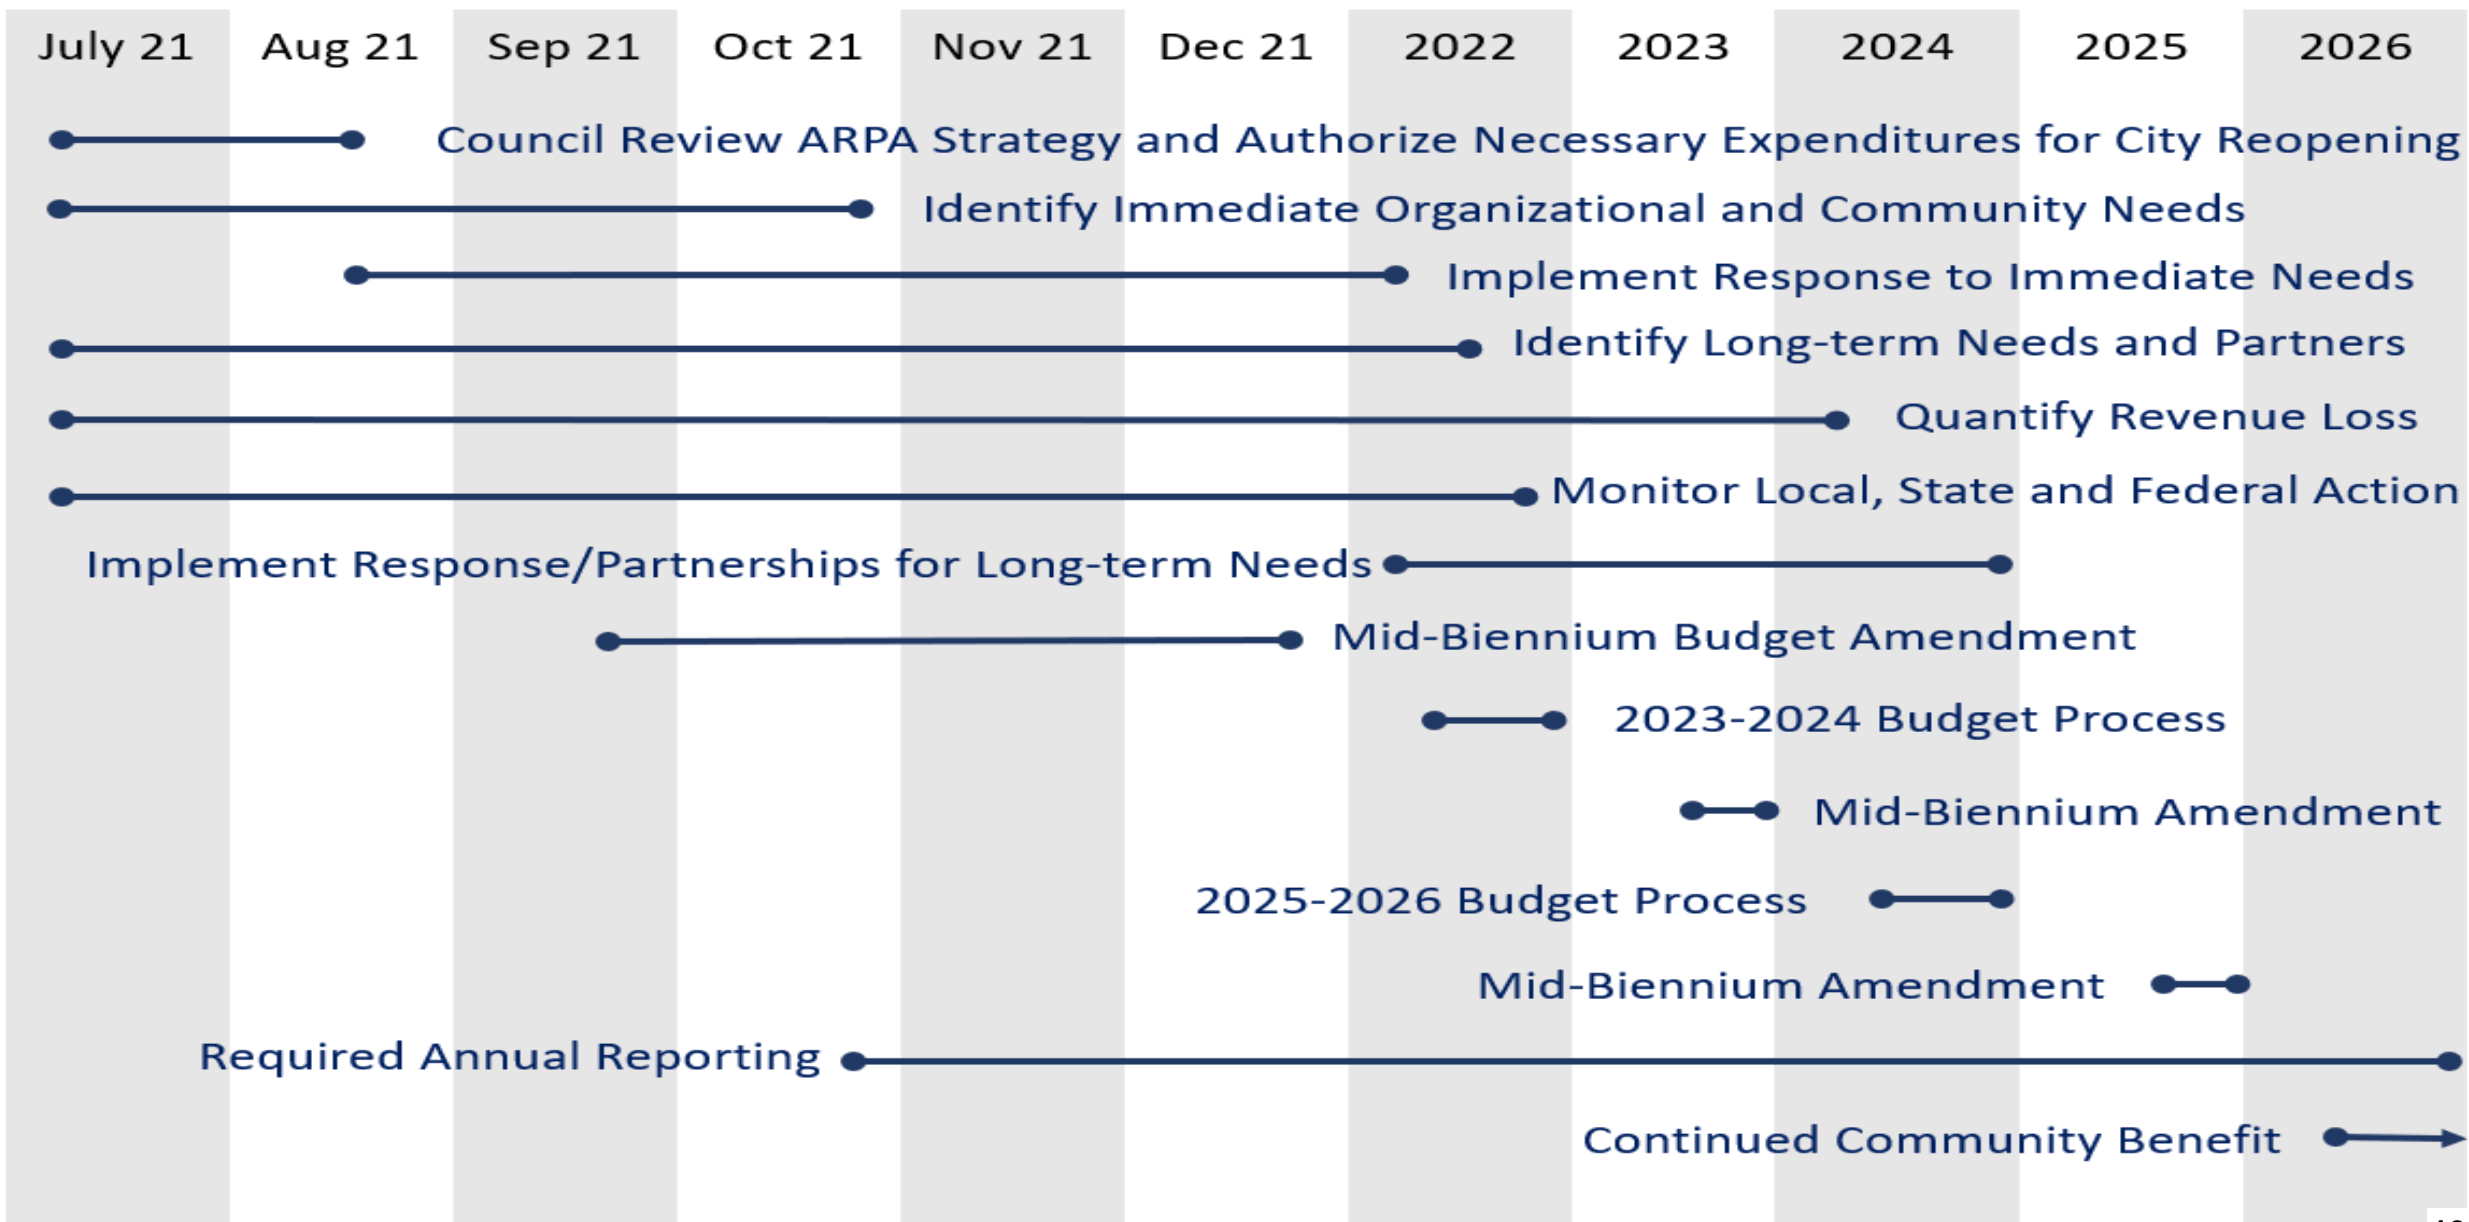 July 21 Aug 21 Sep 21 Oct 21 Nov 21 Dec 21 2022 2023 2024 2025 2026
Council Review ARPA Strategy and Authorize Necessary Expenditures for City Reopening
Identify Immediate Organizational and Community Needs
Implement Response to Immediate Needs
Identify Long-term Needs and Partners
Quantify Revenue Loss
Monitor Local, State and Federal Action
Implement Response/Partnerships for Long-term Needs
Mid-Biennium Budget Amendment
2023-2024 Budget Process
Mid-Biennium Amendment
2025-2026 Budget Process
Mid-Biennium Amendment
Required Annual Reporting
Continued Community Benefit